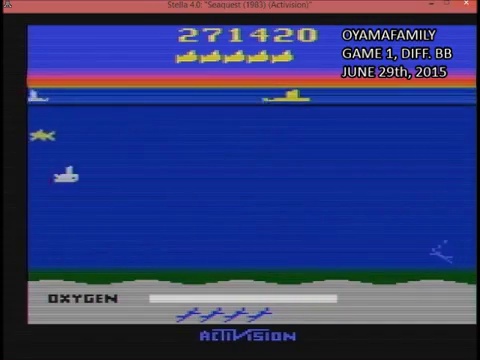 Stella 4.0: "Seaquest (1983) (Activision)"
271420
OYAMAFAMILY
GAME 1, DIFF. BB
JUNE 29th, 2015
OXYGEN
ACTIVISION